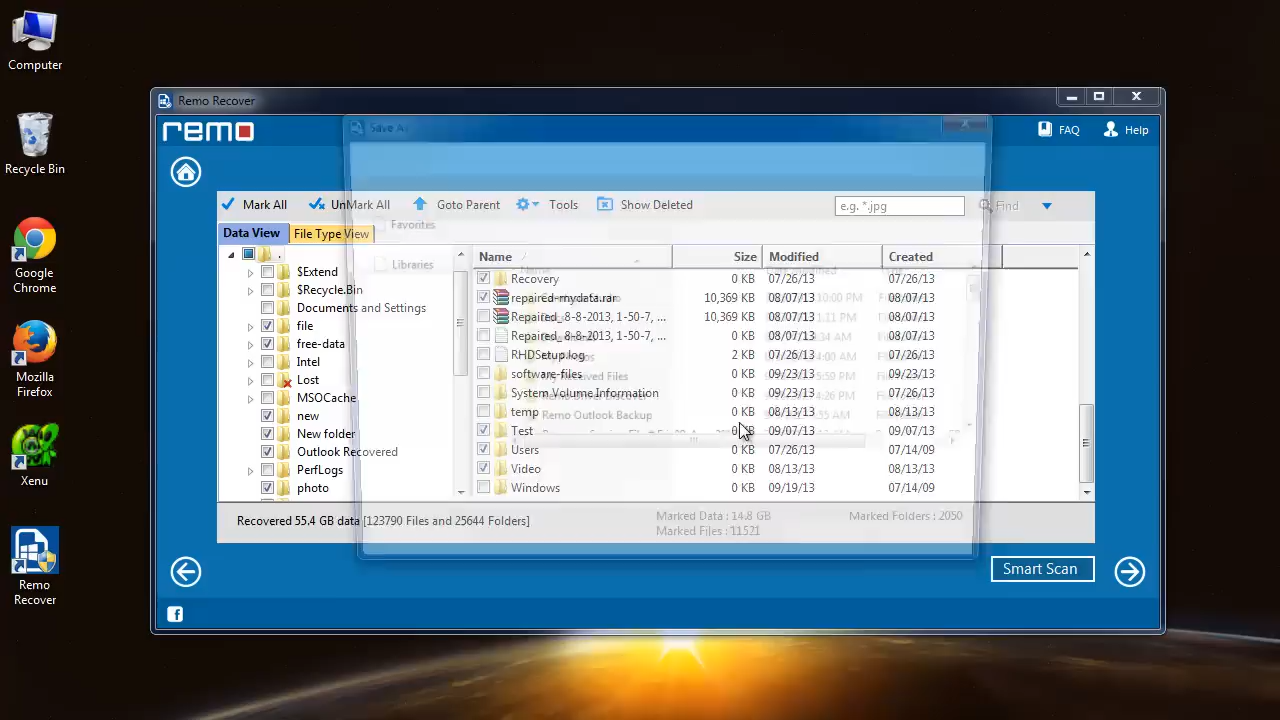 Computer
Recycle Bin
Google
Chrome
Mozilla
Firefox
Xenu
Remo
Recover
Remo Recover
Save As
remo
FAQ
Help
Mark All
UnMark All
Goto Parent
Tools
Show Deleted
e.g. *.jpg
Find
Data View
File Type View
.
$Extend
$Recycle.Bin
Documents and Settings
file
free-data
Intel
Lost
MSOCache
new
New folder
Outlook Recovered
PerfLogs
photo
Favorites
Libraries
Name Size Modified Created
Recovery 0 KB 07/26/13 07/26/13
repaired-mydata.rar 10,369 KB 08/07/13 08/07/13
Repaired_8-8-2013, 1-50-7, ... 10,369 KB 08/07/13 08/07/13
Repaired_8-8-2013, 1-50-7, ... 0 KB 08/07/13 08/07/13
RHDSetup.log 2 KB 07/26/13 07/26/13
software-files 0 KB 09/23/13 09/23/13
System Volume Information 0 KB 09/23/13 07/26/13
temp 0 KB 08/13/13 08/13/13
Test 0 KB 09/07/13 09/07/13
Users 0 KB 07/26/13 07/14/09
Video 0 KB 08/13/13 08/13/13
Windows 0 KB 09/19/13 07/14/09
My Received Files
Remo Outlook Backup
Recovered 55.4 GB data [123790 Files and 25644 Folders]
Marked Data : 14.8 GB
Marked Files : 11521
Marked Folders : 2050
Smart Scan